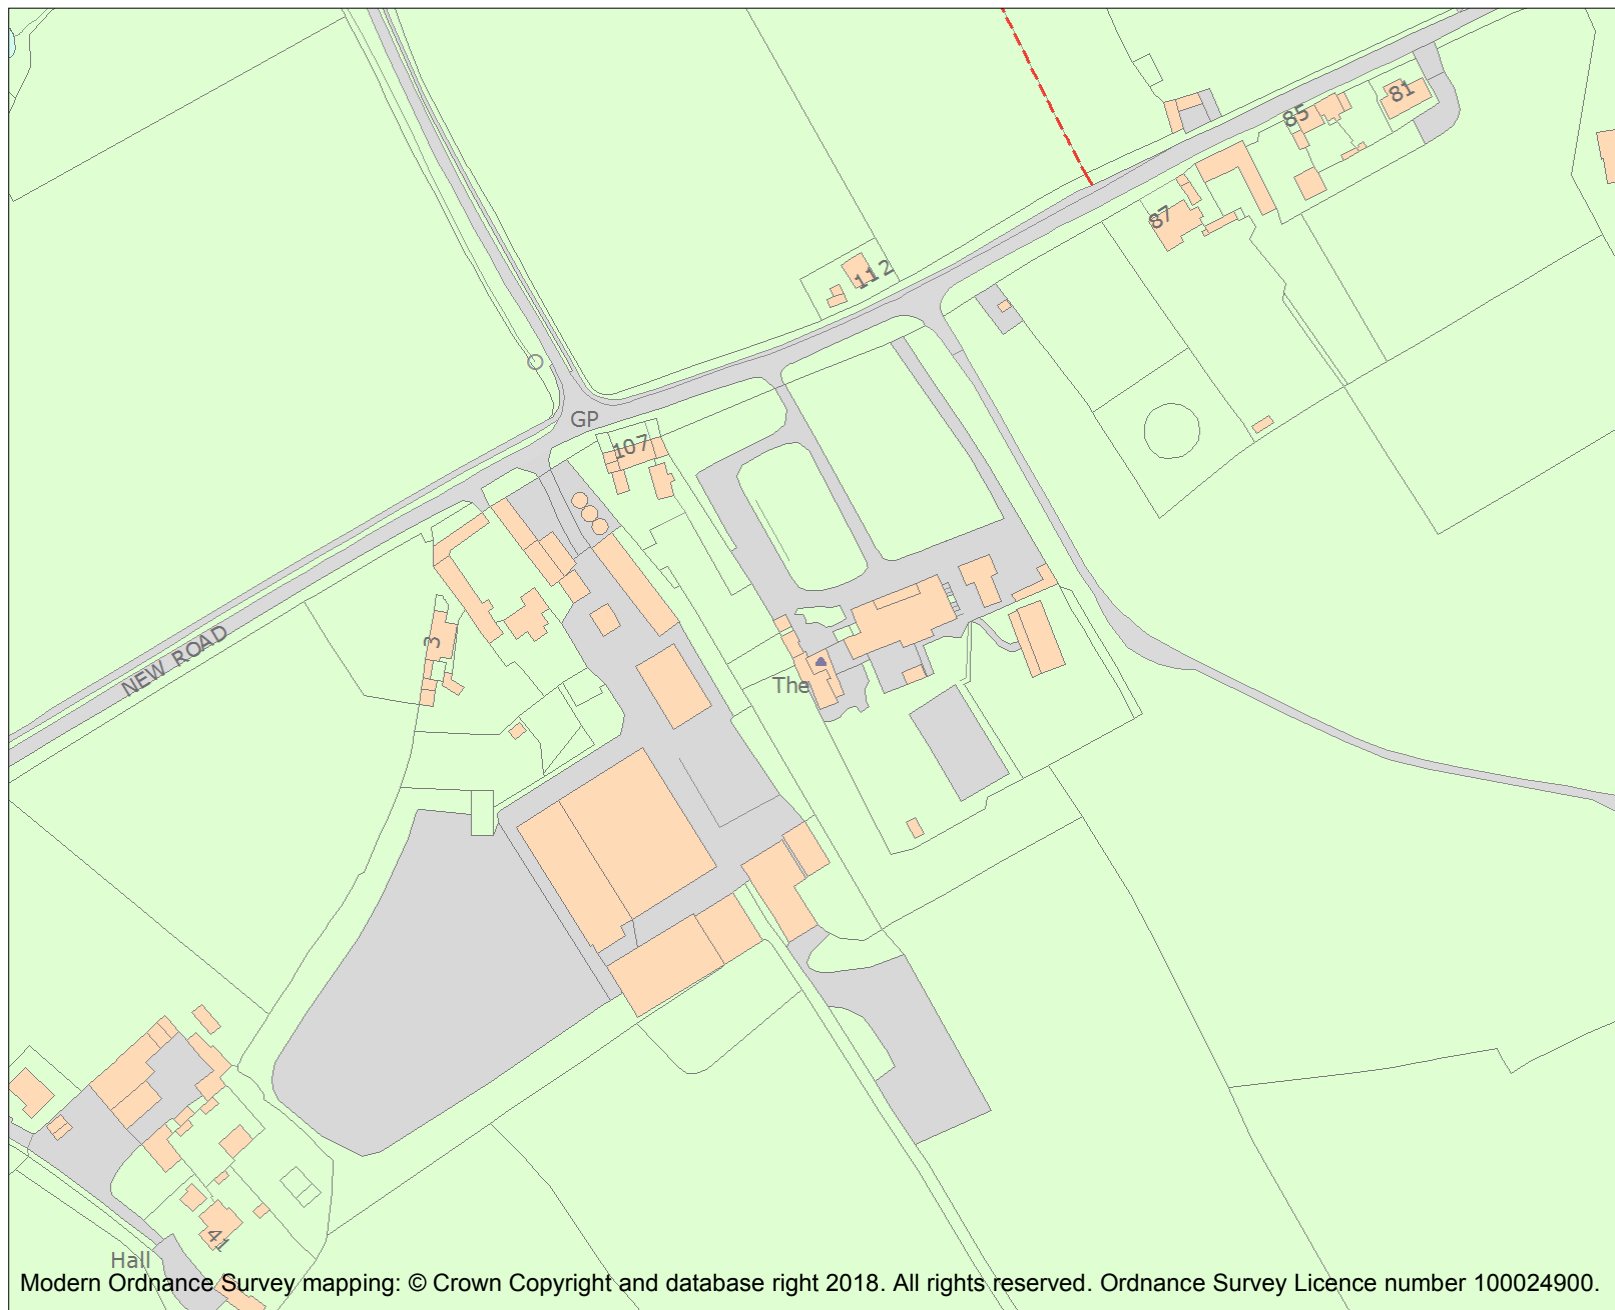 81
85
87
112
GP
107
NEW ROAD
3
The
41
Hall
Modern Ordnance Survey mapping: © Crown Copyright and database right 2018. All rights reserved. Ordnance Survey Licence number 100024900.